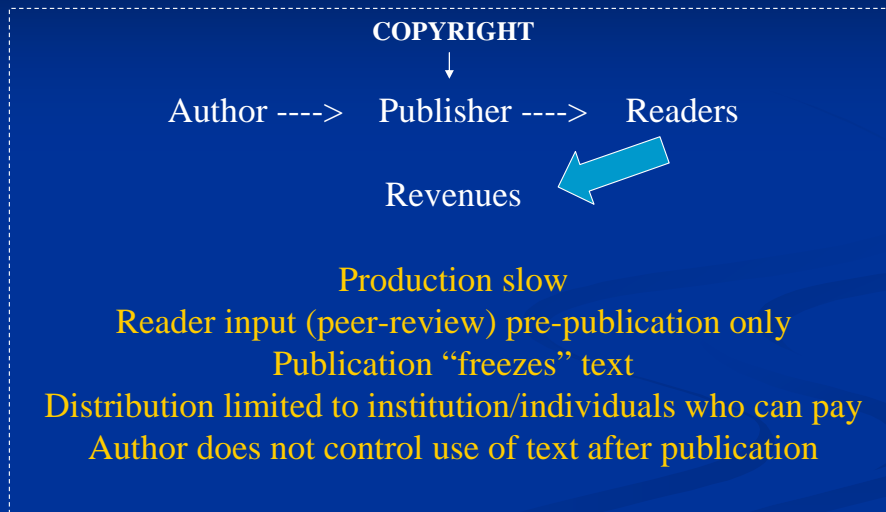 COPYRIGHT
Author ----> Publisher ----> Readers
Revenues
Production slow
Reader input (peer-review) pre-publication only
Publication “freezes” text
Distribution limited to institution/individuals who can pay
Author does not control use of text after publication